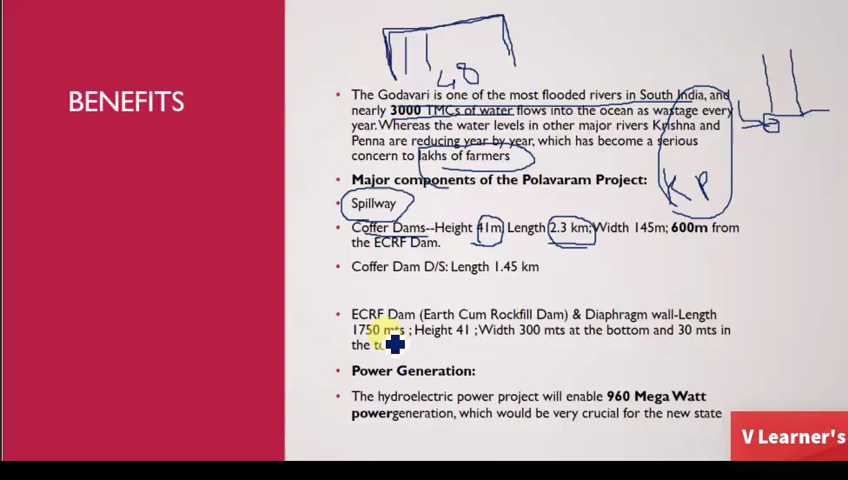 BENEFITS
48
The Godavari is one of the most flooded rivers in South India, and
nearly 3000 TMCs of water flows into the ocean as wastage every
year. Whereas the water levels in other major rivers Krishna and
Penna are reducing year by year, which has become a serious
concern to lakhs of farmers
Major components of the Polavaram Project:
K P
Spillway
Coffer Dams--Height 41m, Length 2.3 km; Width 145m; 600m from
the ECRF Dam.
Coffer Dam D/S: Length 1.45 km
ECRF Dam (Earth Cum Rockfill Dam) & Diaphragm wall-Length
1750 mts ; Height 41 ; Width 300 mts at the bottom and 30 mts in
the
Power Generation:
The hydroelectric power project will enable 960 Mega Watt
powergeneration, which would be very crucial for the new state
V Learner's